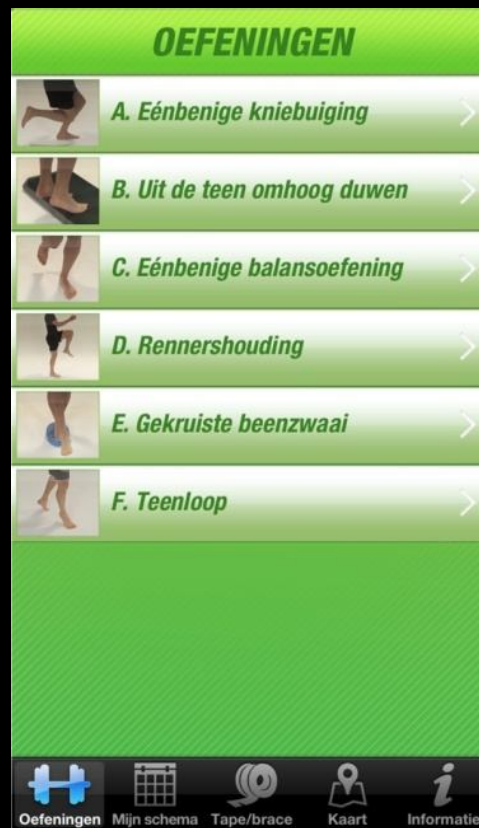 OEFENINGEN
A. Eénbenige kniebuiging
B. Uit de teen omhoog duwen
C. Eénbenige balansoefening
D. Rennershouding
E. Gekruiste beenzwaai
F. Teenloop
Oefeningen Mijn schema Tape/brace Kaart Informatie